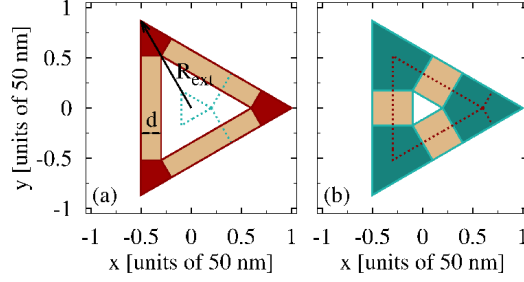 1
0.5
0
-0.5
-1
y [units of 50 nm]
R_ext
d
(a)
(b)
-1 -0.5 0 0.5 1
-1 -0.5 0 0.5 1
x [units of 50 nm]
x [units of 50 nm]